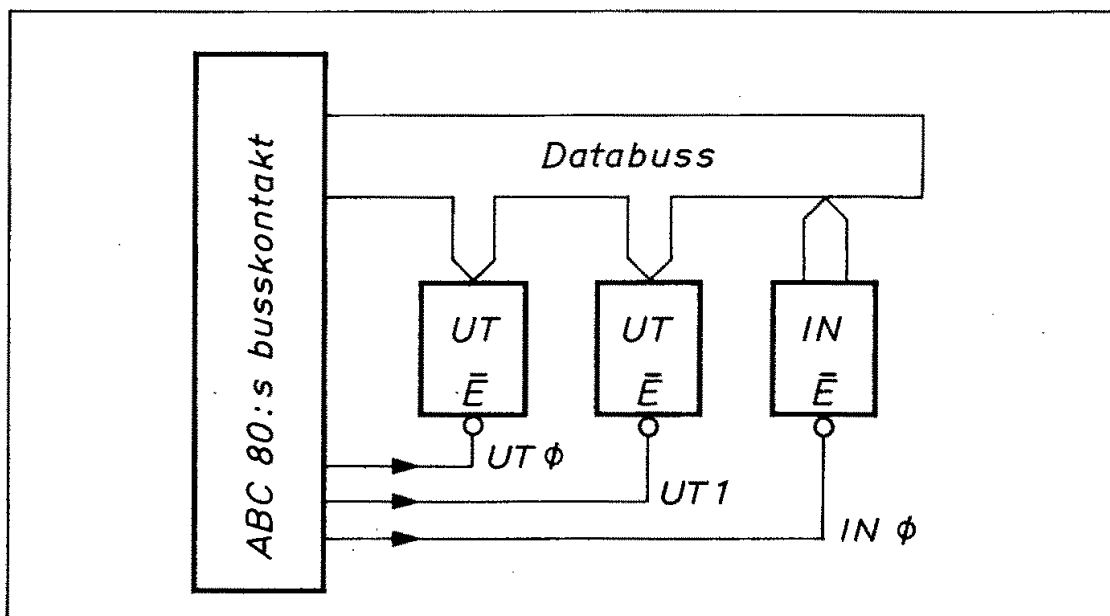 ABC 80:s busskontakt
Databuss
UT
Ē
UT
Ē
IN
Ē
UT ϕ
UT 1
IN ϕ